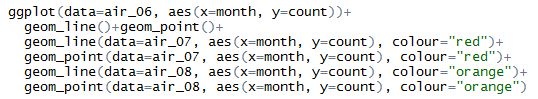 ggplot(data=air_06, aes(x=month, y=count))+
  geom_line()+geom_point()+
  geom_line(data=air_07, aes(x=month, y=count), colour="red")+
  geom_point(data=air_07, aes(x=month, y=count), colour="red")+
  geom_line(data=air_08, aes(x=month, y=count), colour="orange")+
  geom_point(data=air_08, aes(x=month, y=count), colour="orange")